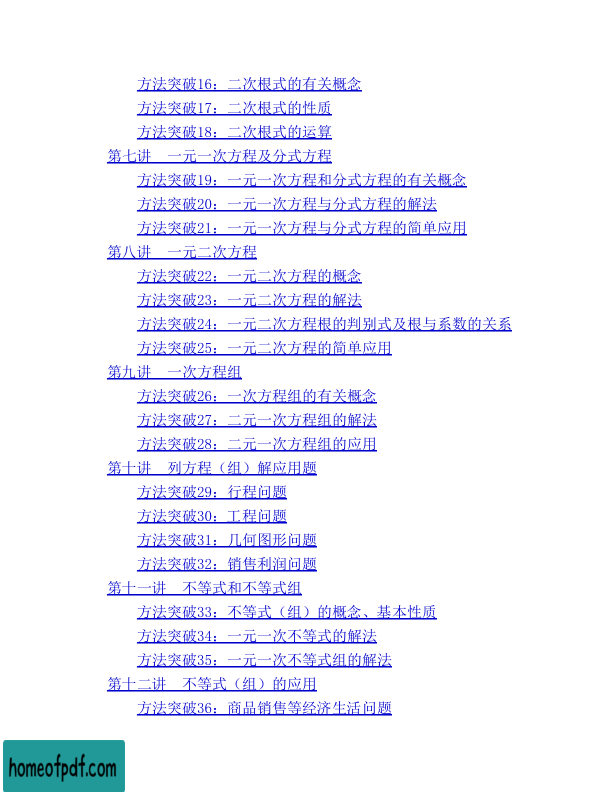 方法突破16：二次根式的有关概念
方法突破17：二次根式的性质
方法突破18：二次根式的运算
第七讲　一元一次方程及分式方程
方法突破19：一元一次方程和分式方程的有关概念
方法突破20：一元一次方程与分式方程的解法
方法突破21：一元一次方程与分式方程的简单应用
第八讲　一元二次方程
方法突破22：一元二次方程的概念
方法突破23：一元二次方程的解法
方法突破24：一元二次方程根的判别式及根与系数的关系
方法突破25：一元二次方程的简单应用
第九讲　一次方程组
方法突破26：一次方程组的有关概念
方法突破27：二元一次方程组的解法
方法突破28：二元一次方程组的应用
第十讲　列方程（组）解应用题
方法突破29：行程问题
方法突破30：工程问题
方法突破31：几何图形问题
方法突破32：销售利润问题
第十一讲　不等式和不等式组
方法突破33：不等式（组）的概念、基本性质
方法突破34：一元一次不等式的解法
方法突破35：一元一次不等式组的解法
第十二讲　不等式（组）的应用
方法突破36：商品销售等经济生活问题
homeofpdf.com